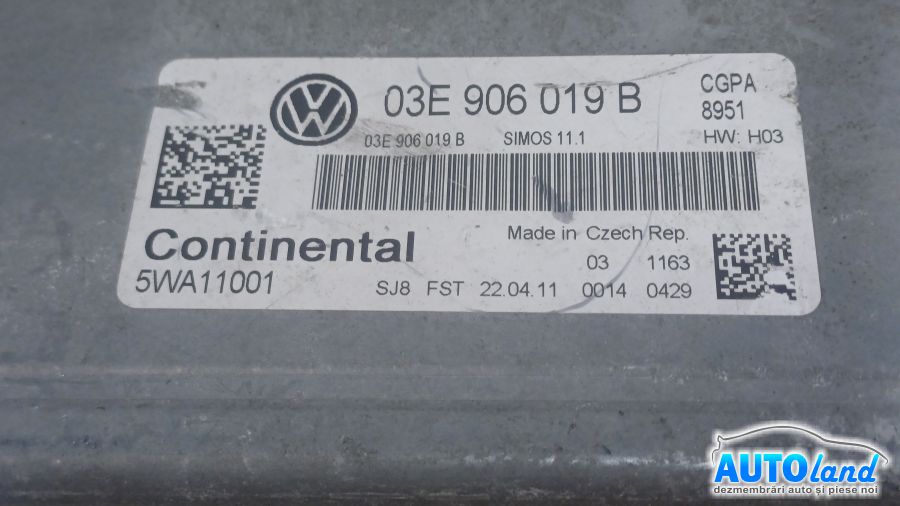 03E 906 019 B
CGPA
8951
03E 906 019 B SIMOS 11.1
HW: H03
Continental
Made in Czech Rep.
5WA11001
03 1163
SJ8 FST 22.04.11 0014 0429
AUTOland
dezmembrări auto și piese noi